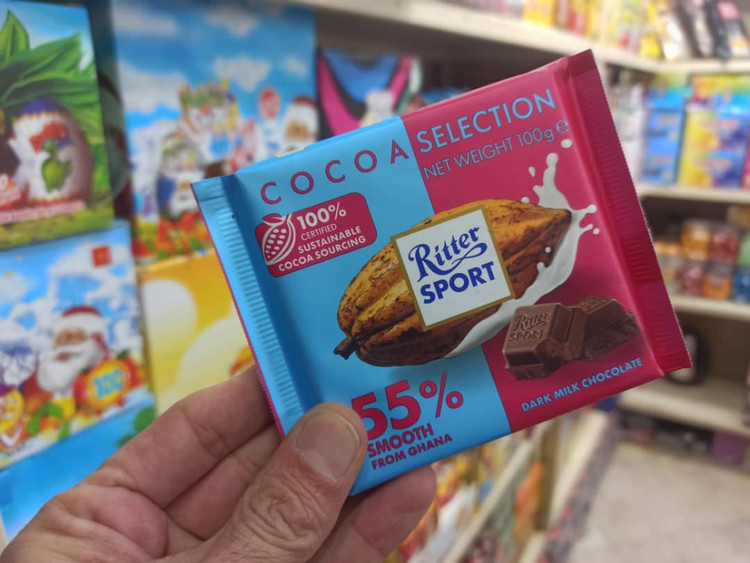 COCOA SELECTION
NET WEIGHT 100g e
100%
CERTIFIED
SUSTAINABLE
COCOA SOURCING
Ritter
SPORT
Ritter
SPORT
55%
SMOOTH
FROM GHANA
DARK MILK CHOCOLATE
100